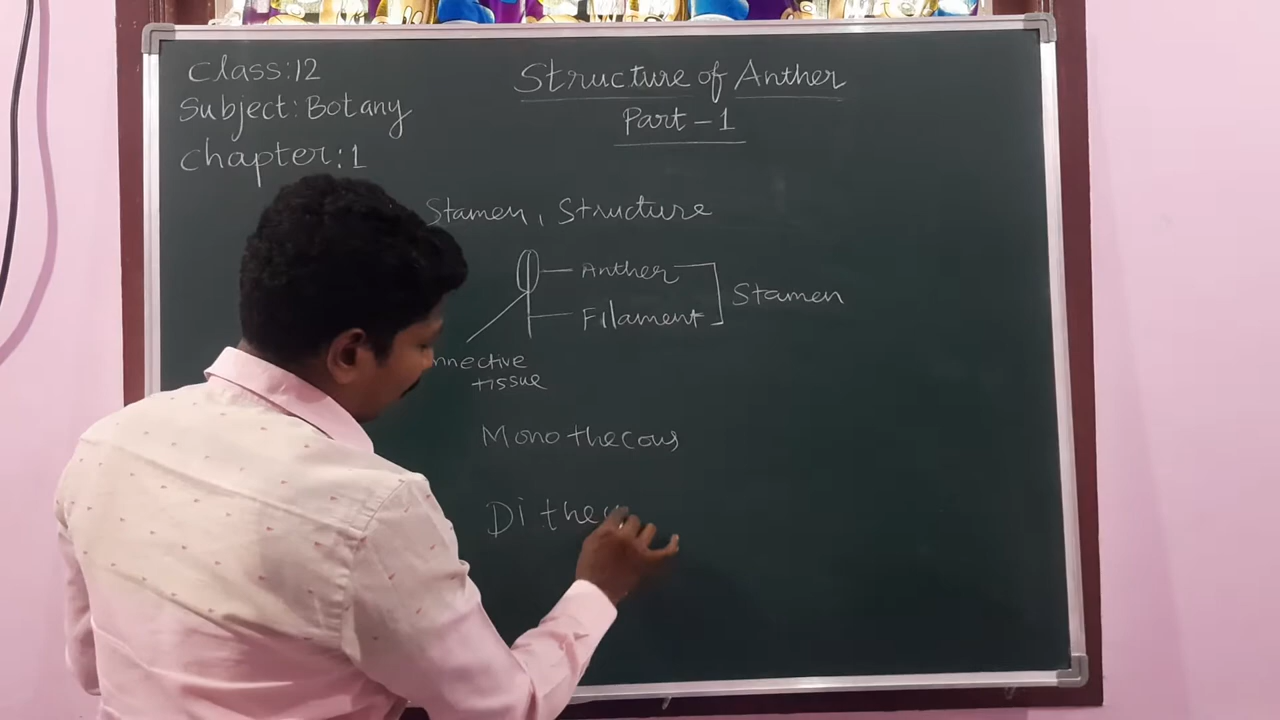 Class:12
Subject: Botany
Chapter:1
Structure of Anther
Part-1
Stamen, Structure
Anther
Filament
Stamen
nnective
tissue
Monothecous
Di the